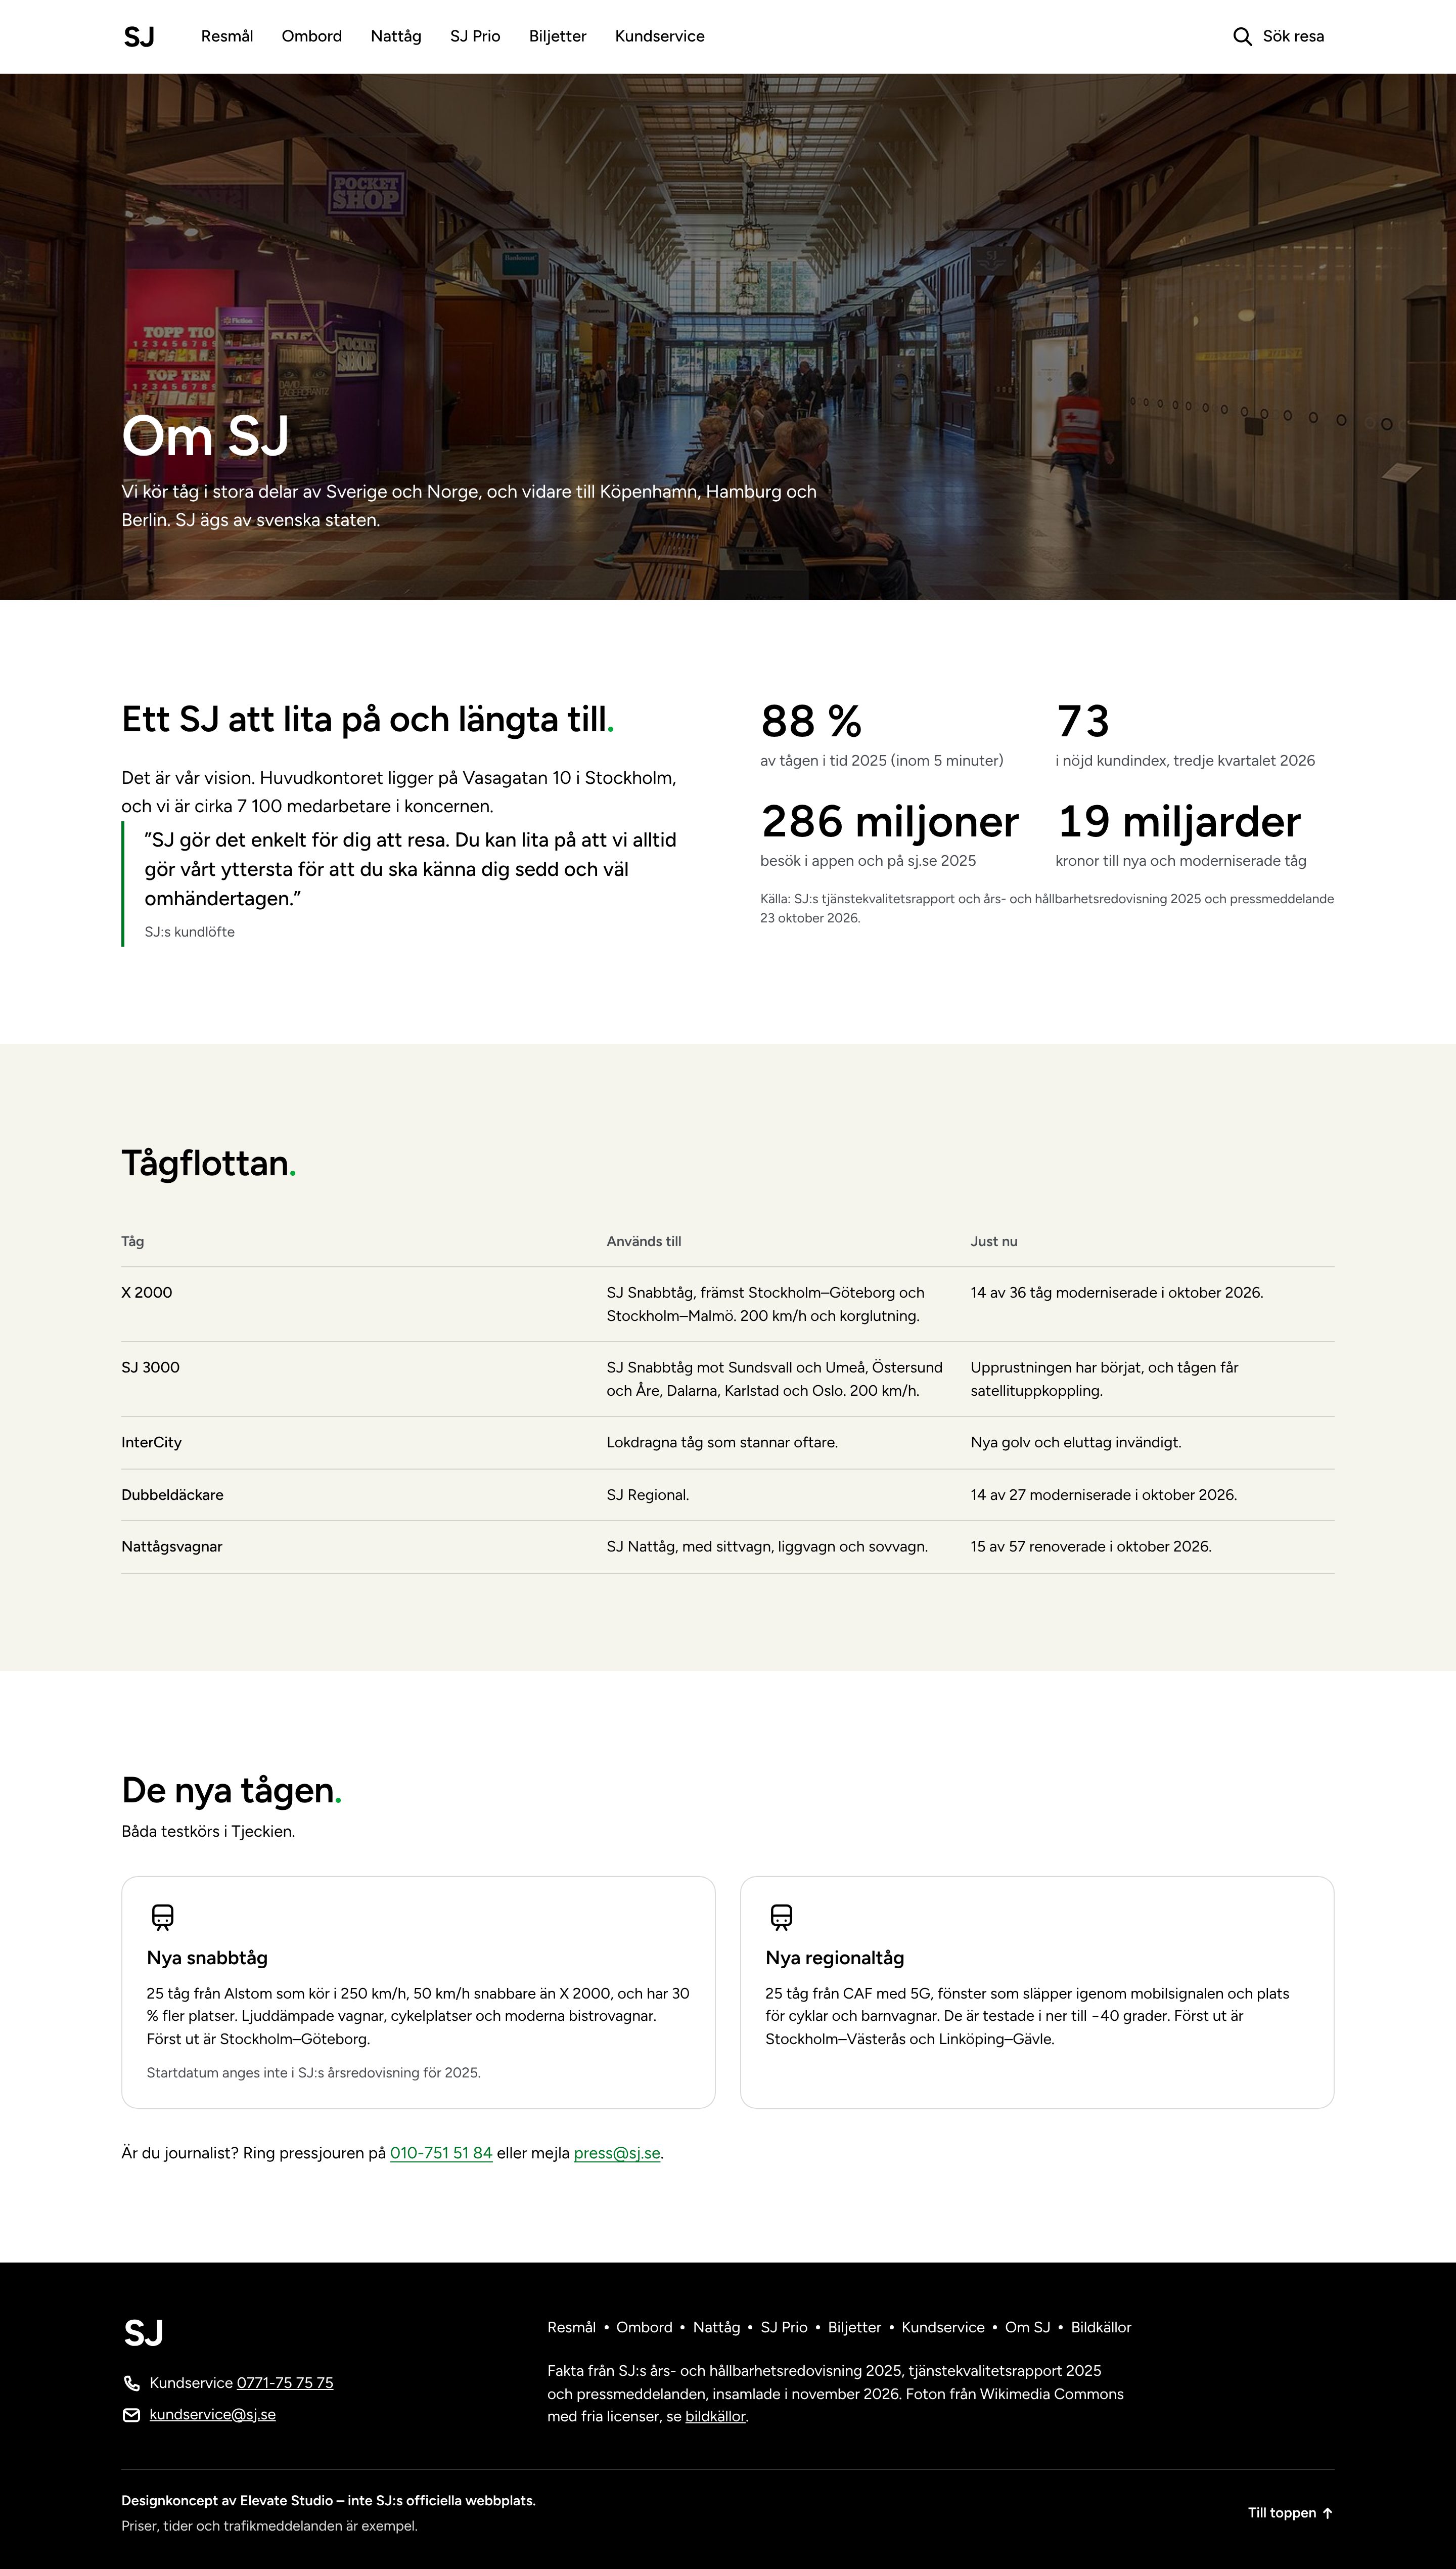 SJ
Resmål
Ombord
Nattåg
SJ Prio
Biljetter
Kundservice
Sök resa
POCKET
SHOP
Bankomat
TOPP TIO
12345678
POCKET
SHOP
TOP TEN
12345678
DAVID
LAGERCRANTZ
Om SJ
Vi kör tåg i stora delar av Sverige och Norge, och vidare till Köpenhamn, Hamburg och
Berlin. SJ ägs av svenska staten.
Ett SJ att lita på och längta till.
Det är vår vision. Huvudkontoret ligger på Vasagatan 10 i Stockholm,
och vi är cirka 7 100 medarbetare i koncernen.
”SJ gör det enkelt för dig att resa. Du kan lita på att vi alltid
gör vårt yttersta för att du ska känna dig sedd och väl
omhändertagen.”
SJ:s kundlöfte
88 %
av tågen i tid 2025 (inom 5 minuter)
73
i nöjd kundindex, tredje kvartalet 2026
286 miljoner
besök i appen och på sj.se 2025
19 miljarder
kronor till nya och moderniserade tåg
Källa: SJ:s tjänstekvalitetsrapport och års- och hållbarhetsredovisning 2025 och pressmeddelande
23 oktober 2026.
Tågflottan.
Tåg
Används till
Just nu
X 2000
SJ Snabbtåg, främst Stockholm–Göteborg och
Stockholm–Malmö. 200 km/h och korglutning.
14 av 36 tåg moderniserade i oktober 2026.
SJ 3000
SJ Snabbtåg mot Sundsvall och Umeå, Östersund
och Åre, Dalarna, Karlstad och Oslo. 200 km/h.
Upprustningen har börjat, och tågen får
satellituppkoppling.
InterCity
Lokdragna tåg som stannar oftare.
Nya golv och eluttag invändigt.
Dubbeldäckare
SJ Regional.
14 av 27 moderniserade i oktober 2026.
Nattågsvagnar
SJ Nattåg, med sittvagn, liggvagn och sovvagn.
15 av 57 renoverade i oktober 2026.
De nya tågen.
Båda testkörs i Tjeckien.
Nya snabbtåg
25 tåg från Alstom som kör i 250 km/h, 50 km/h snabbare än X 2000, och har 30
% fler platser. Ljuddämpade vagnar, cykelplatser och moderna bistrovagnar.
Först ut är Stockholm–Göteborg.
Startdatum anges inte i SJ:s årsredovisning för 2025.
Nya regionaltåg
25 tåg från CAF med 5G, fönster som släpper igenom mobilsignalen och plats
för cyklar och barnvagnar. De är testade i ner till −40 grader. Först ut är
Stockholm–Västerås och Linköping–Gävle.
Är du journalist? Ring pressjouren på 010-751 51 84 eller mejla press@sj.se.
SJ
Kundservice 0771-75 75 75
kundservice@sj.se
Resmål • Ombord • Nattåg • SJ Prio • Biljetter • Kundservice • Om SJ • Bildkällor
Fakta från SJ:s års- och hållbarhetsredovisning 2025, tjänstekvalitetsrapport 2025
och pressmeddelanden, insamlade i november 2026. Foton från Wikimedia Commons
med fria licenser, se bildkällor.
Designkoncept av Elevate Studio – inte SJ:s officiella webbplats.
Priser, tider och trafikmeddelanden är exempel.
Till toppen ↑